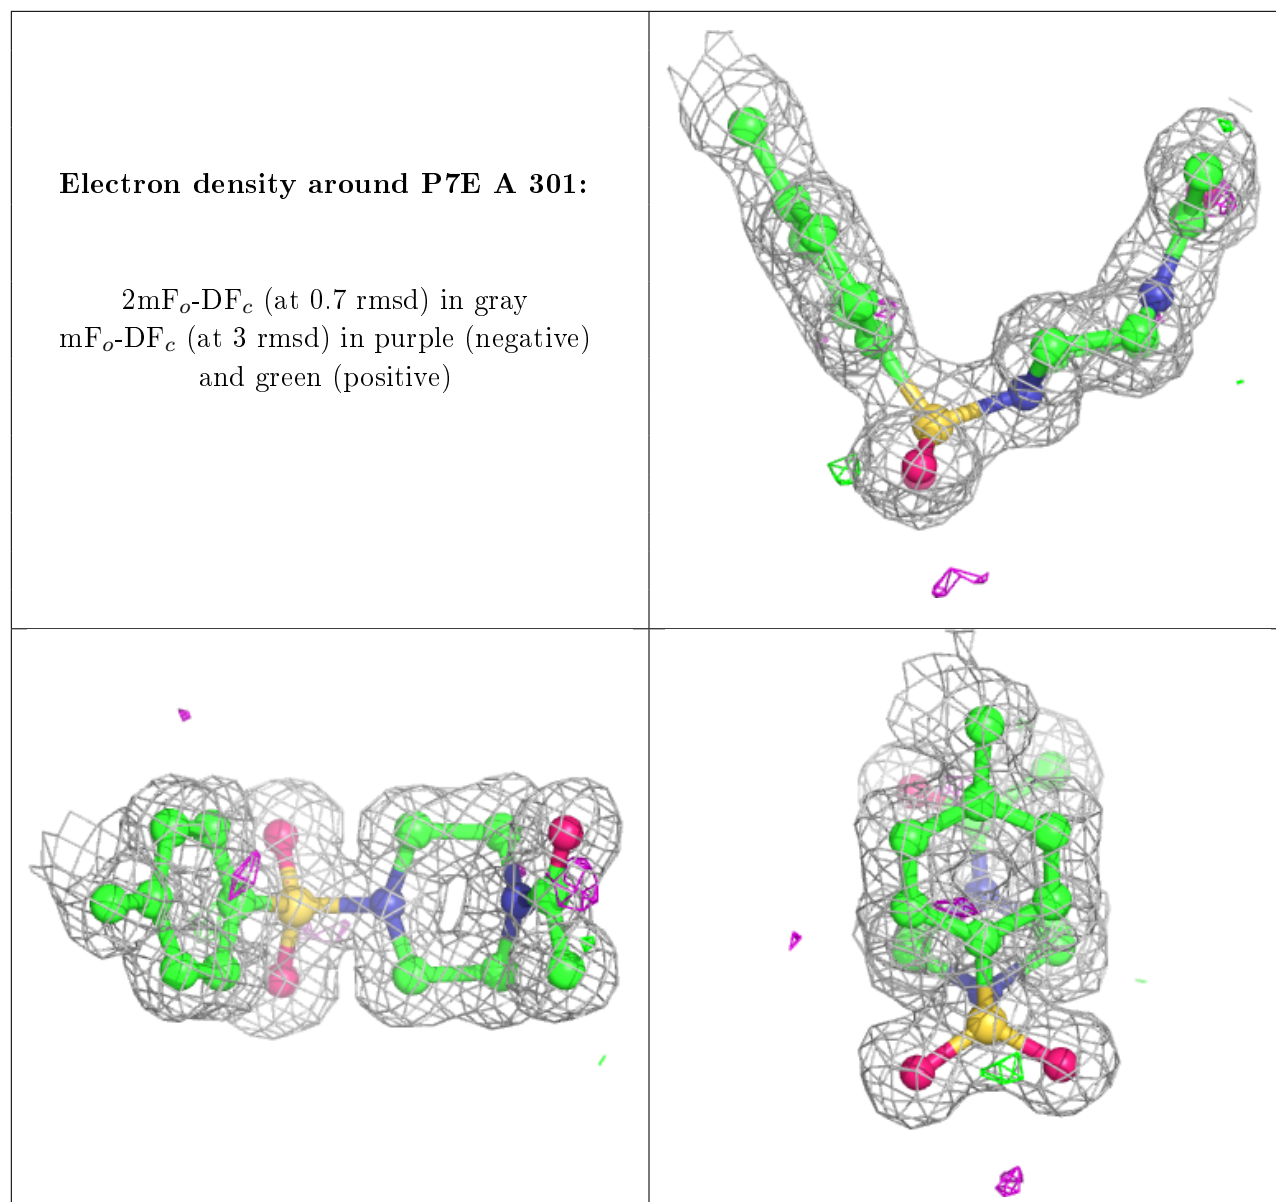 Electron density around P7E A 301:
2mFo-DFc (at 0.7 rmsd) in gray
mFo-DFc (at 3 rmsd) in purple (negative)
and green (positive)